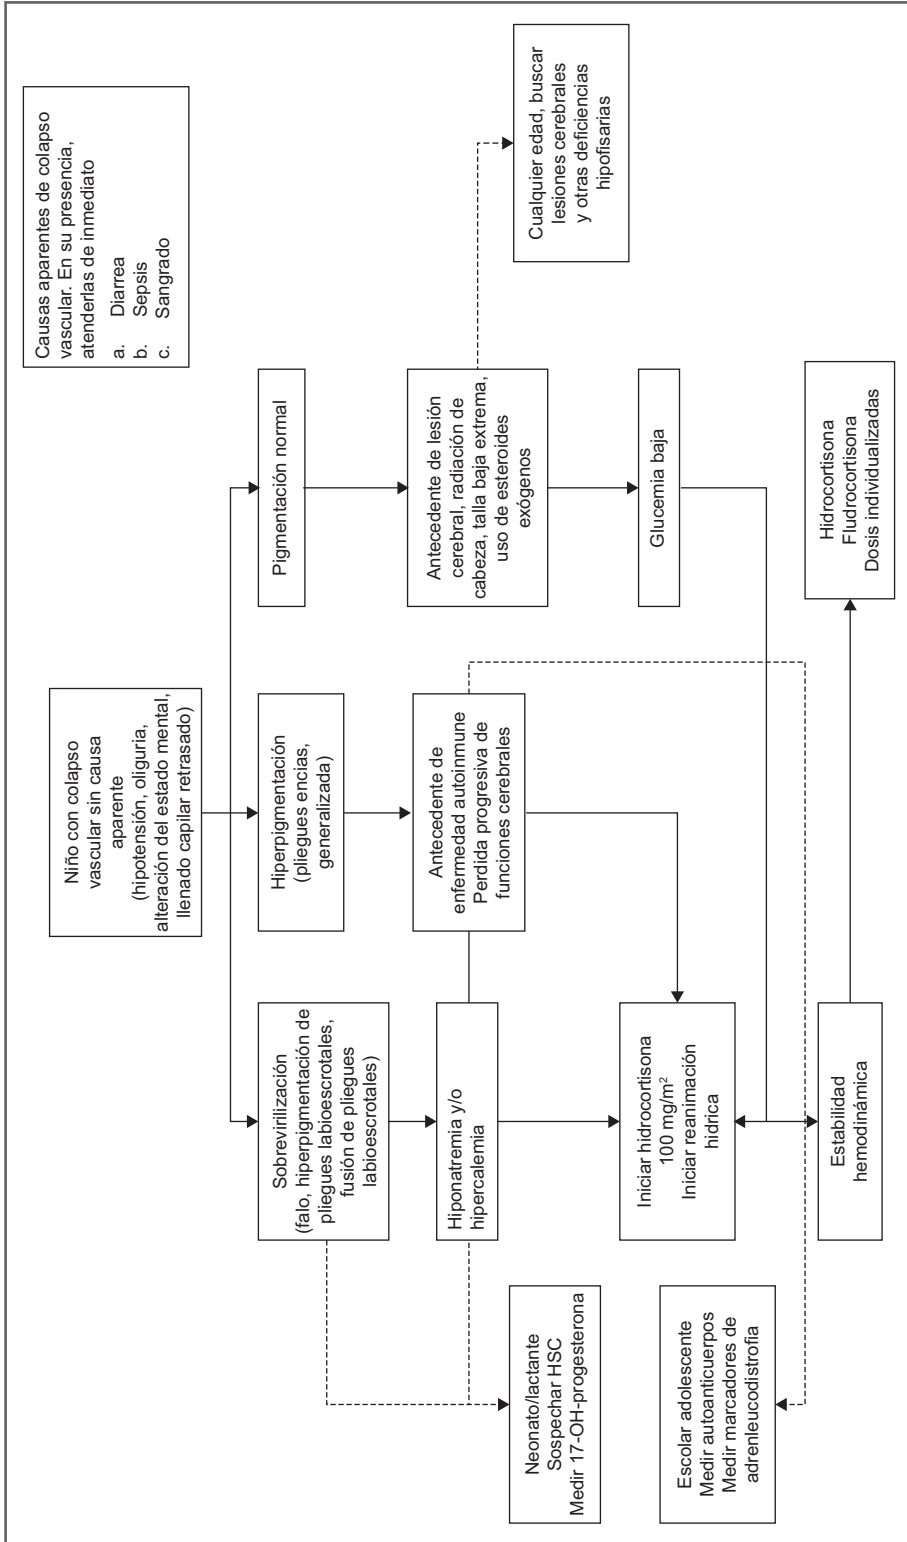 Niño con colapso
vascular sin causa
aparente
(hipotensión, oliguria,
alteración del estado mental,
llenado capilar retrasado)
Causas aparentes de colapso
vascular. En su presencia,
atenderlas de inmediato
a. Diarrea
b. Sepsis
c. Sangrado
Sobrevirilización
(falo, hiperpigmentación de
pliegues labioescrotales,
fusión de pliegues
labioescrotales)
Hiperpigmentación
(pliegues encias,
generalizada)
Pigmentación normal
Hiponatremia y/o
hipercalemia
Antecedente de
enfermedad autoinmune
Perdida progresiva de
funciones cerebrales
Antecedente de lesión
cerebral, radiación de
cabeza, talla baja extrema,
uso de esteroides
exógenos
Neonato/lactante
Sospechar HSC
Medir 17-OH-progesterona
Cualquier edad, buscar
lesiones cerebrales
y otras deficiencias
hipofisarias
Iniciar hidrocortisona
100 mg/m²
Iniciar reanimación
hídrica
Glucemia baja
Escolar adolescente
Medir autoanticuerpos
Medir marcadores de
adrenleucodistrofia
Estabilidad
hemodinámica
Hidrocortisona
Fludrocortisona
Dosis individualizadas